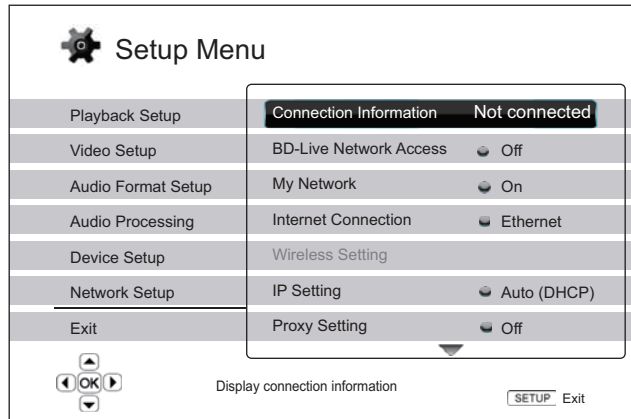 Setup Menu
Playback Setup
Video Setup
Audio Format Setup
Audio Processing
Device Setup
Network Setup
Exit
Connection Information Not connected
BD-Live Network Access Off
My Network On
Internet Connection Ethernet
Wireless Setting
IP Setting Auto (DHCP)
Proxy Setting Off
OK
Display connection information
SETUP Exit